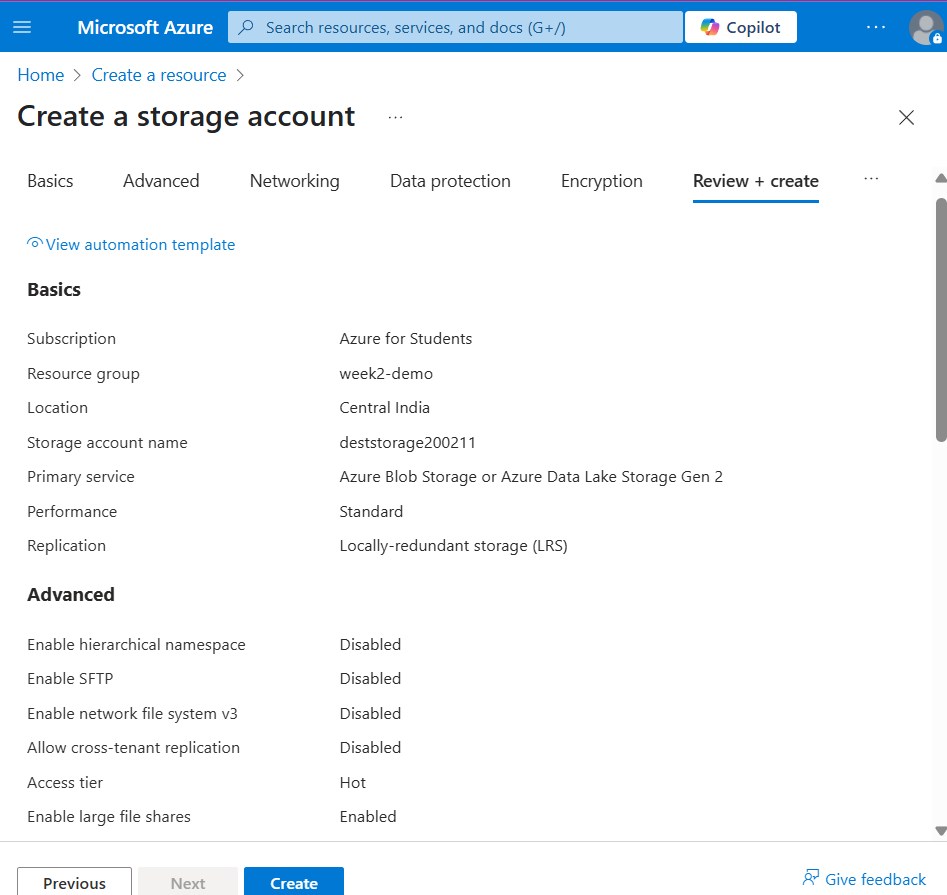 Microsoft Azure Search resources, services, and docs (G+/) Copilot ...
Home > Create a resource >
Create a storage account ...
Basics Advanced Networking Data protection Encryption Review + create ...
View automation template
Basics
Subscription Azure for Students
Resource group week2-demo
Location Central India
Storage account name deststorage200211
Primary service Azure Blob Storage or Azure Data Lake Storage Gen 2
Performance Standard
Replication Locally-redundant storage (LRS)
Advanced
Enable hierarchical namespace Disabled
Enable SFTP Disabled
Enable network file system v3 Disabled
Allow cross-tenant replication Disabled
Access tier Hot
Enable large file shares Enabled
Previous Next Create Give feedback